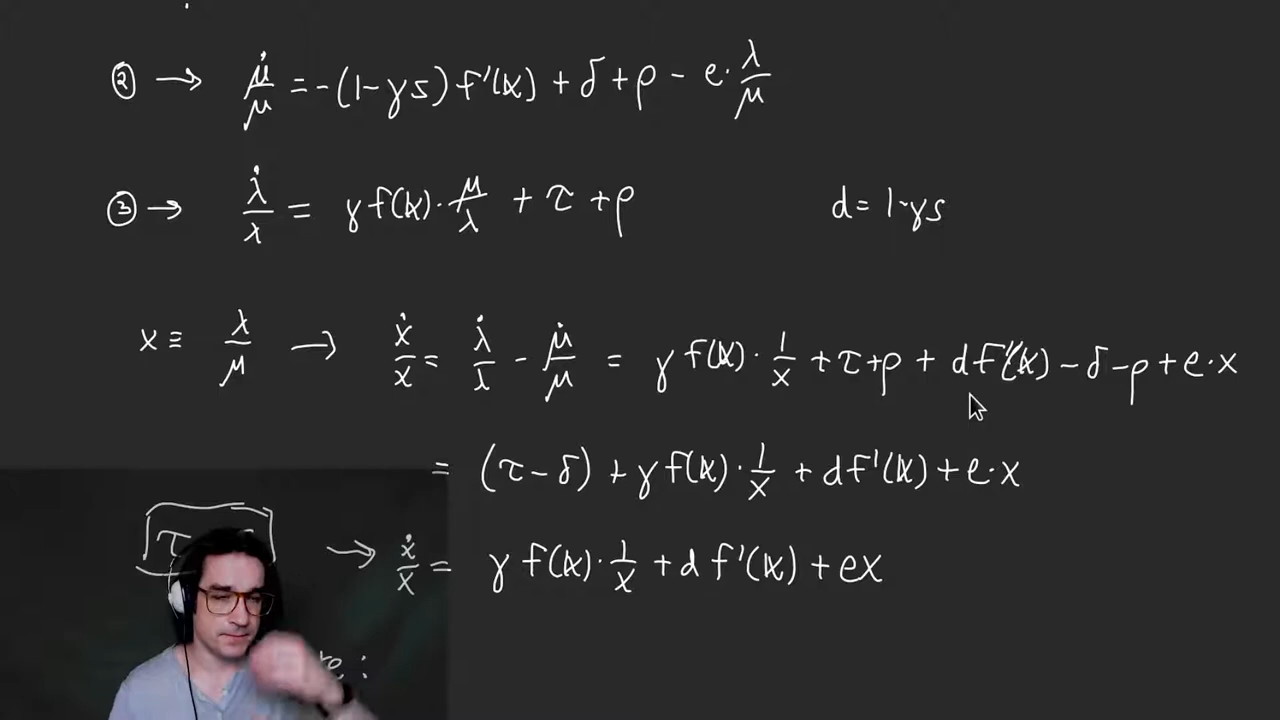 ② → μ̇/μ = -(1-γs) f'(k) + δ + ρ - e · λ/μ
③ → λ̇/λ = γ f(k) · μ/λ + τ + ρ
d = 1-γs
x ≡ λ/μ → ẋ/x = λ̇/λ - μ̇/μ = γ f(k) · 1/x + τ + ρ + d f'(k) - δ - ρ + e · x
= (τ - δ) + γ f(k) · 1/x + d f'(k) + e · x
τ → ẋ/x = γ f(k) · 1/x + d f'(k) + ex
: